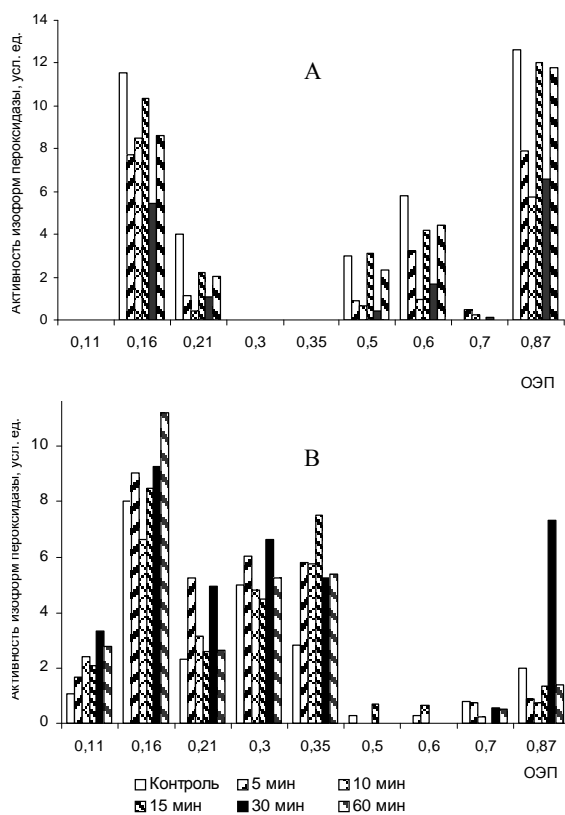 Активность изоформ пероксидазы, усл. ед.
14
12
10
8
6
4
2
0
А
0,11 0,16 0,21 0,3 0,35 0,5 0,6 0,7 0,87
ОЭП
Активность изоформ пероксидазы, усл. ед.
10
8
6
4
2
0
В
0,11 0,16 0,21 0,3 0,35 0,5 0,6 0,7 0,87
ОЭП
Контроль 5 мин 10 мин
15 мин 30 мин 60 мин